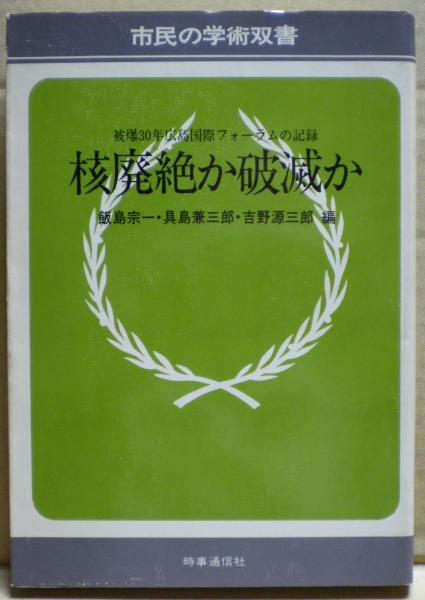 市民の学術双書
被爆30年広島国際フォーラムの記録
核廃絶か破滅か
飯島宗一・具島兼三郎・吉野源三郎 編
時事通信社